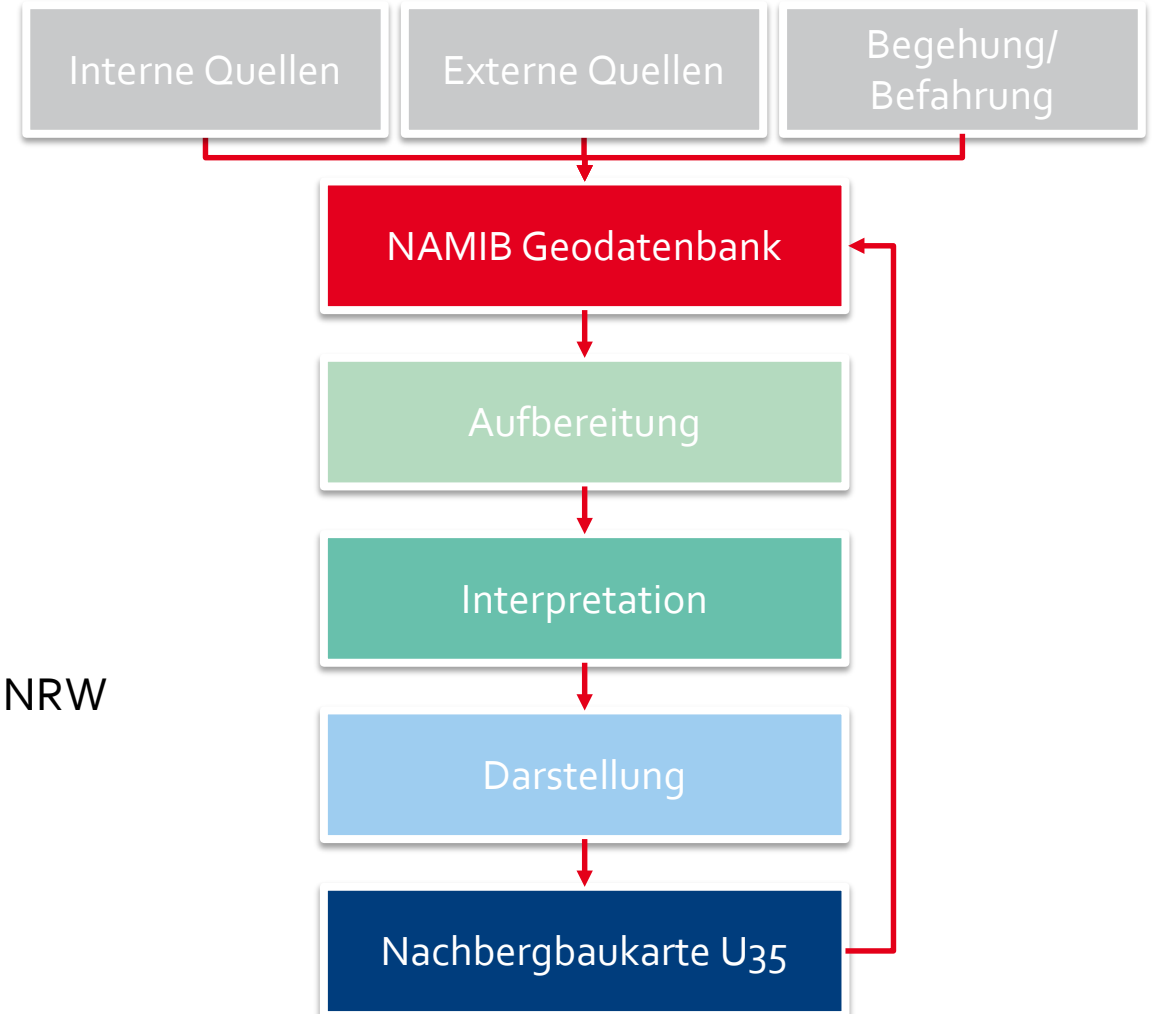 Interne Quellen
Externe Quellen
Begehung/
Befahrung
NAMIB Geodatenbank
Aufbereitung
Interpretation
NRW
Darstellung
Nachbergbaukarte U35